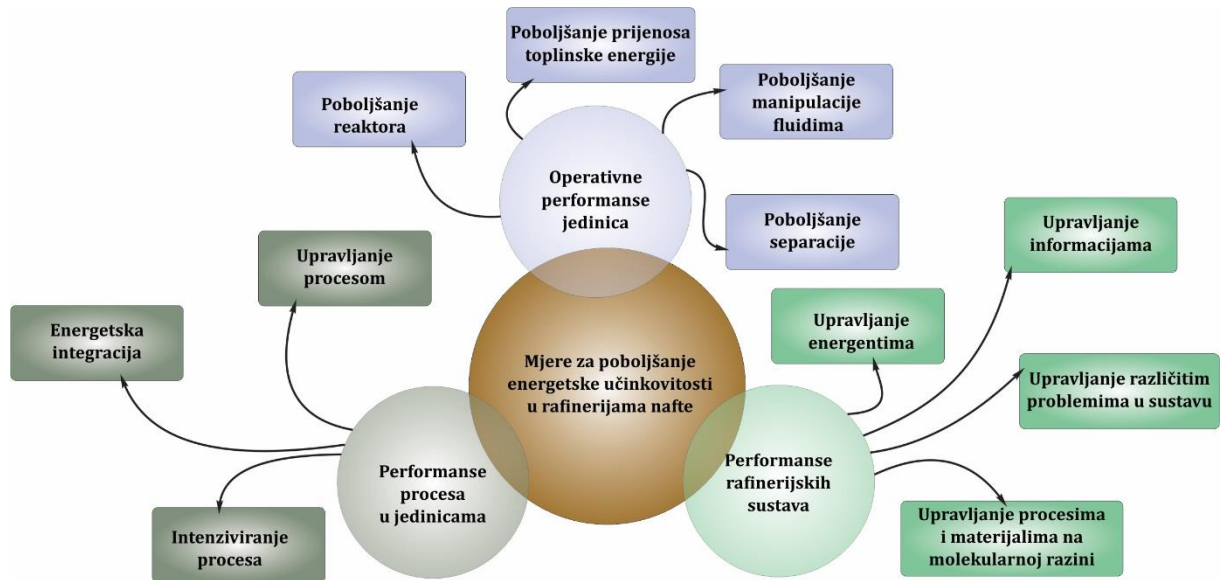 Poboljšanje prijenosa
toplinske energije
Poboljšanje
manipulacije
fluidima
Poboljšanje
reaktora
Operativne
performanse
jedinica
Poboljšanje
separacije
Upravljanje
informacijama
Upravljanje
procesom
Energetska
integracija
Upravljanje
energentima
Mjere za poboljšanje
energetske učinkovitosti
u rafinerijama nafte
Upravljanje različitim
problemima u sustavu
Performanse
procesa
u jedinicama
Performanse
rafinerijskih
sustava
Intenziviranje
procesa
Upravljanje procesima
i materijalima na
molekularnoj razini